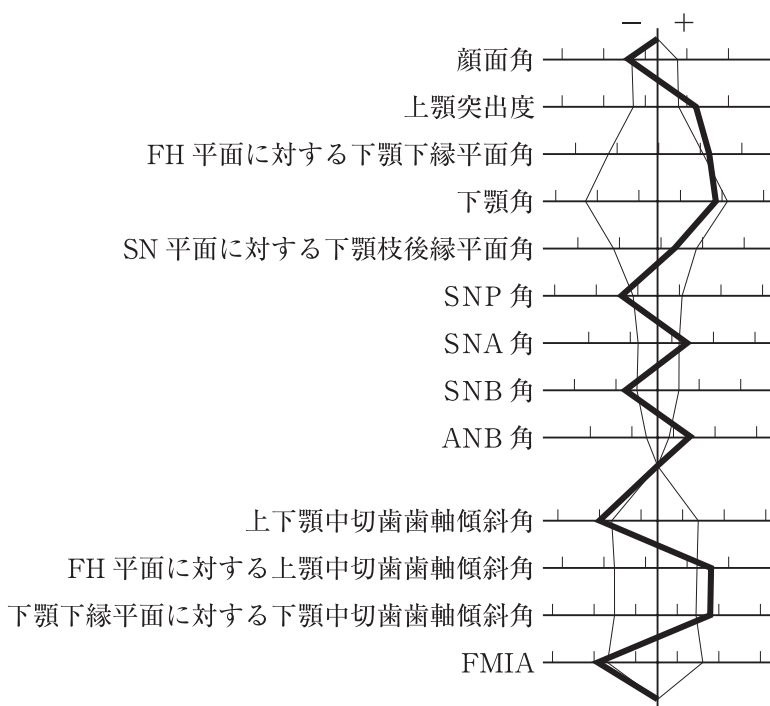 − +
顔面角
上顎突出度
FH 平面に対する下顎下縁平面角
下顎角
SN 平面に対する下顎枝後縁平面角
SNP 角
SNA 角
SNB 角
ANB 角
上下顎中切歯歯軸傾斜角
FH 平面に対する上顎中切歯歯軸傾斜角
下顎下縁平面に対する下顎中切歯歯軸傾斜角
FMIA